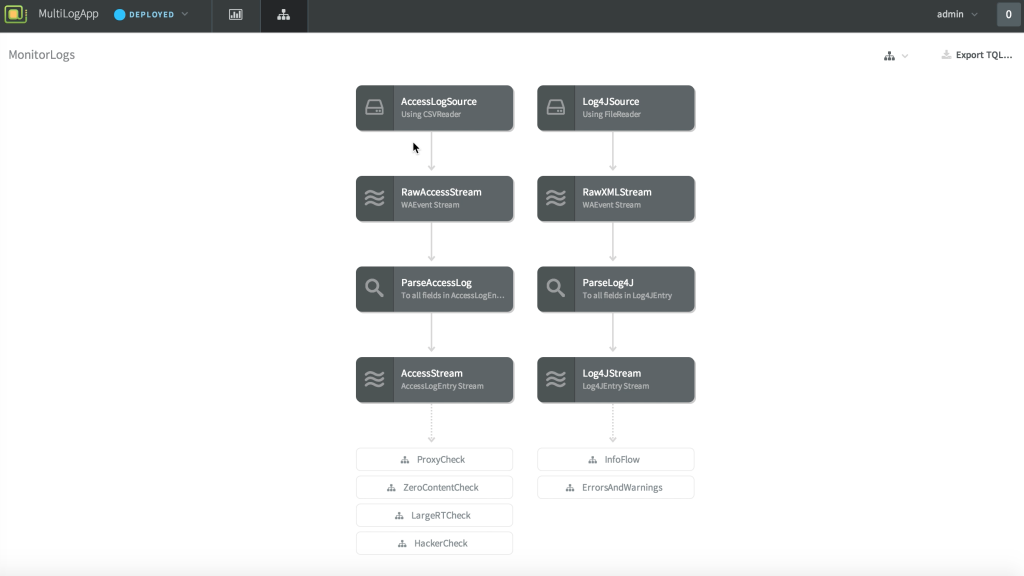 MultiLogApp
DEPLOYED
admin
0
MonitorLogs
Export TQL...
AccessLogSource
Using CSVReader
Log4JSource
Using FileReader
RawAccessStream
WAEvent Stream
RawXMLStream
WAEvent Stream
ParseAccessLog
To all fields in AccessLogEn...
ParseLog4J
To all fields in Log4JEntry
AccessStream
AccessLogEntry Stream
Log4JStream
Log4JEntry Stream
ProxyCheck
ZeroContentCheck
LargeRTCheck
HackerCheck
InfoFlow
ErrorsAndWarnings